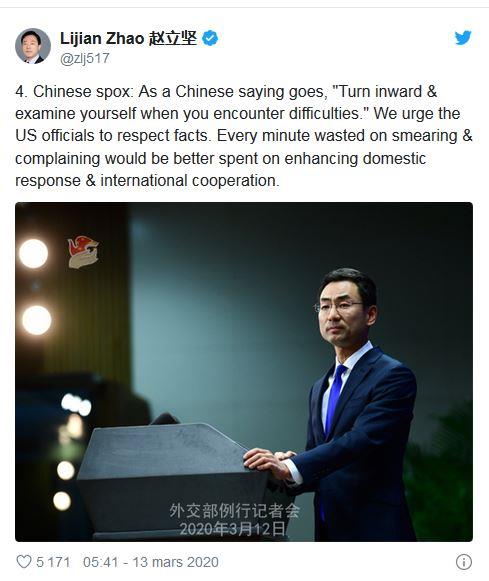 Lijian Zhao 赵立坚
@zlj517
4. Chinese spox: As a Chinese saying goes, "Turn inward &
examine yourself when you encounter difficulties." We urge the
US officials to respect facts. Every minute wasted on smearing &
complaining would be better spent on enhancing domestic
response & international cooperation.
外交部例行记者会
2020年3月12日
5 171 05:41 - 13 mars 2020